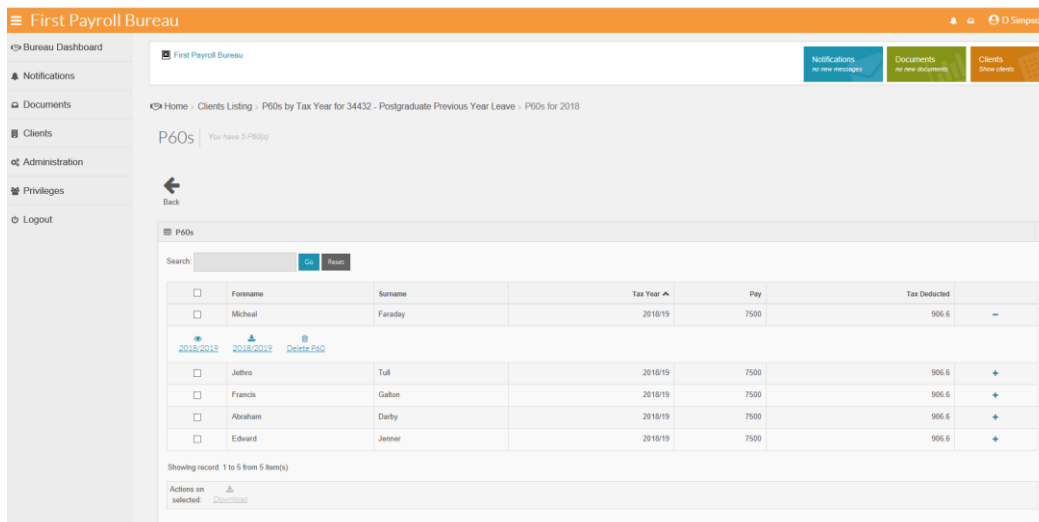 First Payroll Bureau
D Simpso
Bureau Dashboard
Notifications
Documents
Clients
Administration
Privileges
Logout
First Payroll Bureau
Notifications
no new messages
Documents
no new documents
Clients
Show clients
Home › Clients Listing › P60s by Tax Year for 34432 - Postgraduate Previous Year Leave › P60s for 2018
P60s You have 5 P60(s)
Back
P60s
Search: Go Reset
Forename Surname Tax Year Pay Tax Deducted
Micheal Faraday 2018/19 7500 906.6 −
2018/2019 2018/2019 Delete P60
Jethro Tull 2018/19 7500 906.6 +
Francis Galton 2018/19 7500 906.6 +
Abraham Darby 2018/19 7500 906.6 +
Edward Jenner 2018/19 7500 906.6 +
Showing record: 1 to 5 from 5 item(s)
Actions on
selected: Download